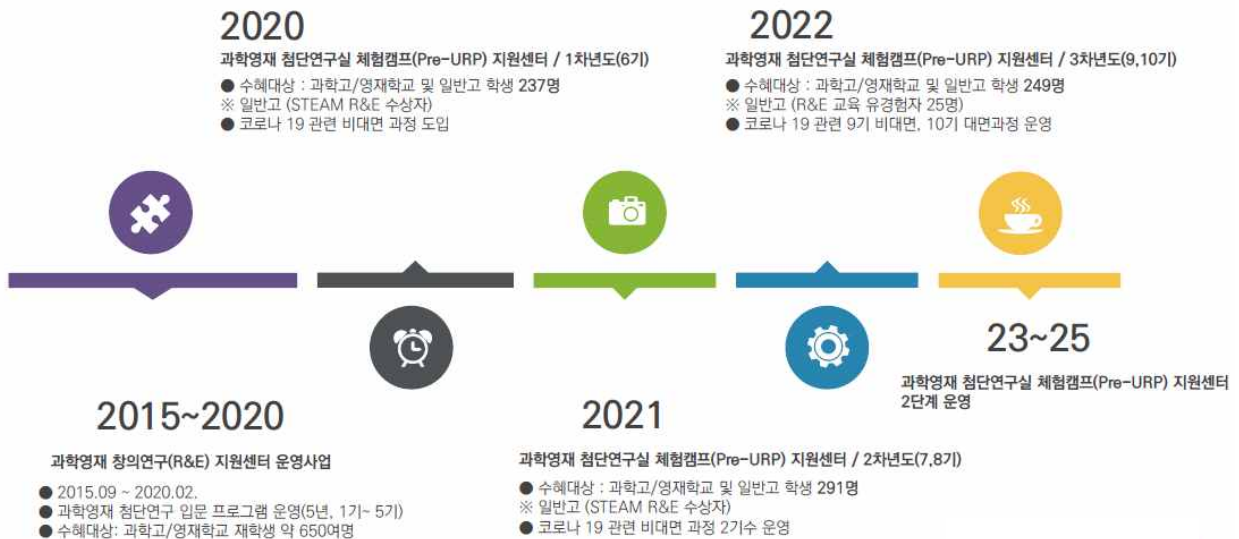 2020
과학영재 첨단연구실 체험캠프(Pre-URP) 지원센터 / 1차년도(6기)
● 수혜대상 : 과학고/영재학교 및 일반고 학생 237명
※ 일반고 (STEAM R&E 수상자)
● 코로나 19 관련 비대면 과정 도입
2022
과학영재 첨단연구실 체험캠프(Pre-URP) 지원센터 / 3차년도(9,10기)
● 수혜대상 : 과학고/영재학교 및 일반고 학생 249명
※ 일반고 (R&E 교육 유경험자 25명)
● 코로나 19 관련 9기 비대면, 10기 대면과정 운영
2015~2020
과학영재 창의연구(R&E) 지원센터 운영사업
● 2015.09 ~ 2020.02.
● 과학영재 첨단연구 입문 프로그램 운영(5년, 1기~ 5기)
● 수혜대상: 과학고/영재학교 재학생 약 650여명
2021
과학영재 첨단연구실 체험캠프(Pre-URP) 지원센터 / 2차년도(7,8기)
● 수혜대상 : 과학고/영재학교 및 일반고 학생 291명
※ 일반고 (STEAM R&E 수상자)
● 코로나 19 관련 비대면 과정 2기수 운영
23~25
과학영재 첨단연구실 체험캠프(Pre-URP) 지원센터
2단계 운영